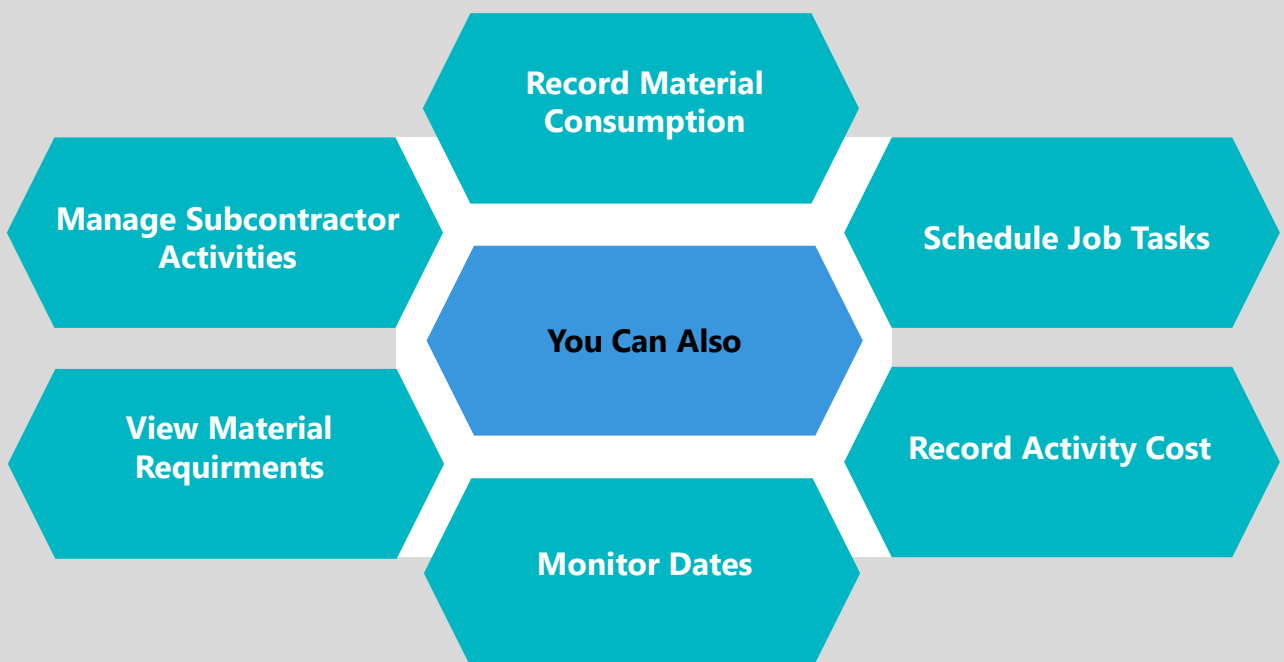 Record Material
Consumption
Manage Subcontractor
Activities
Schedule Job Tasks
You Can Also
View Material
Requirments
Record Activity Cost
Monitor Dates